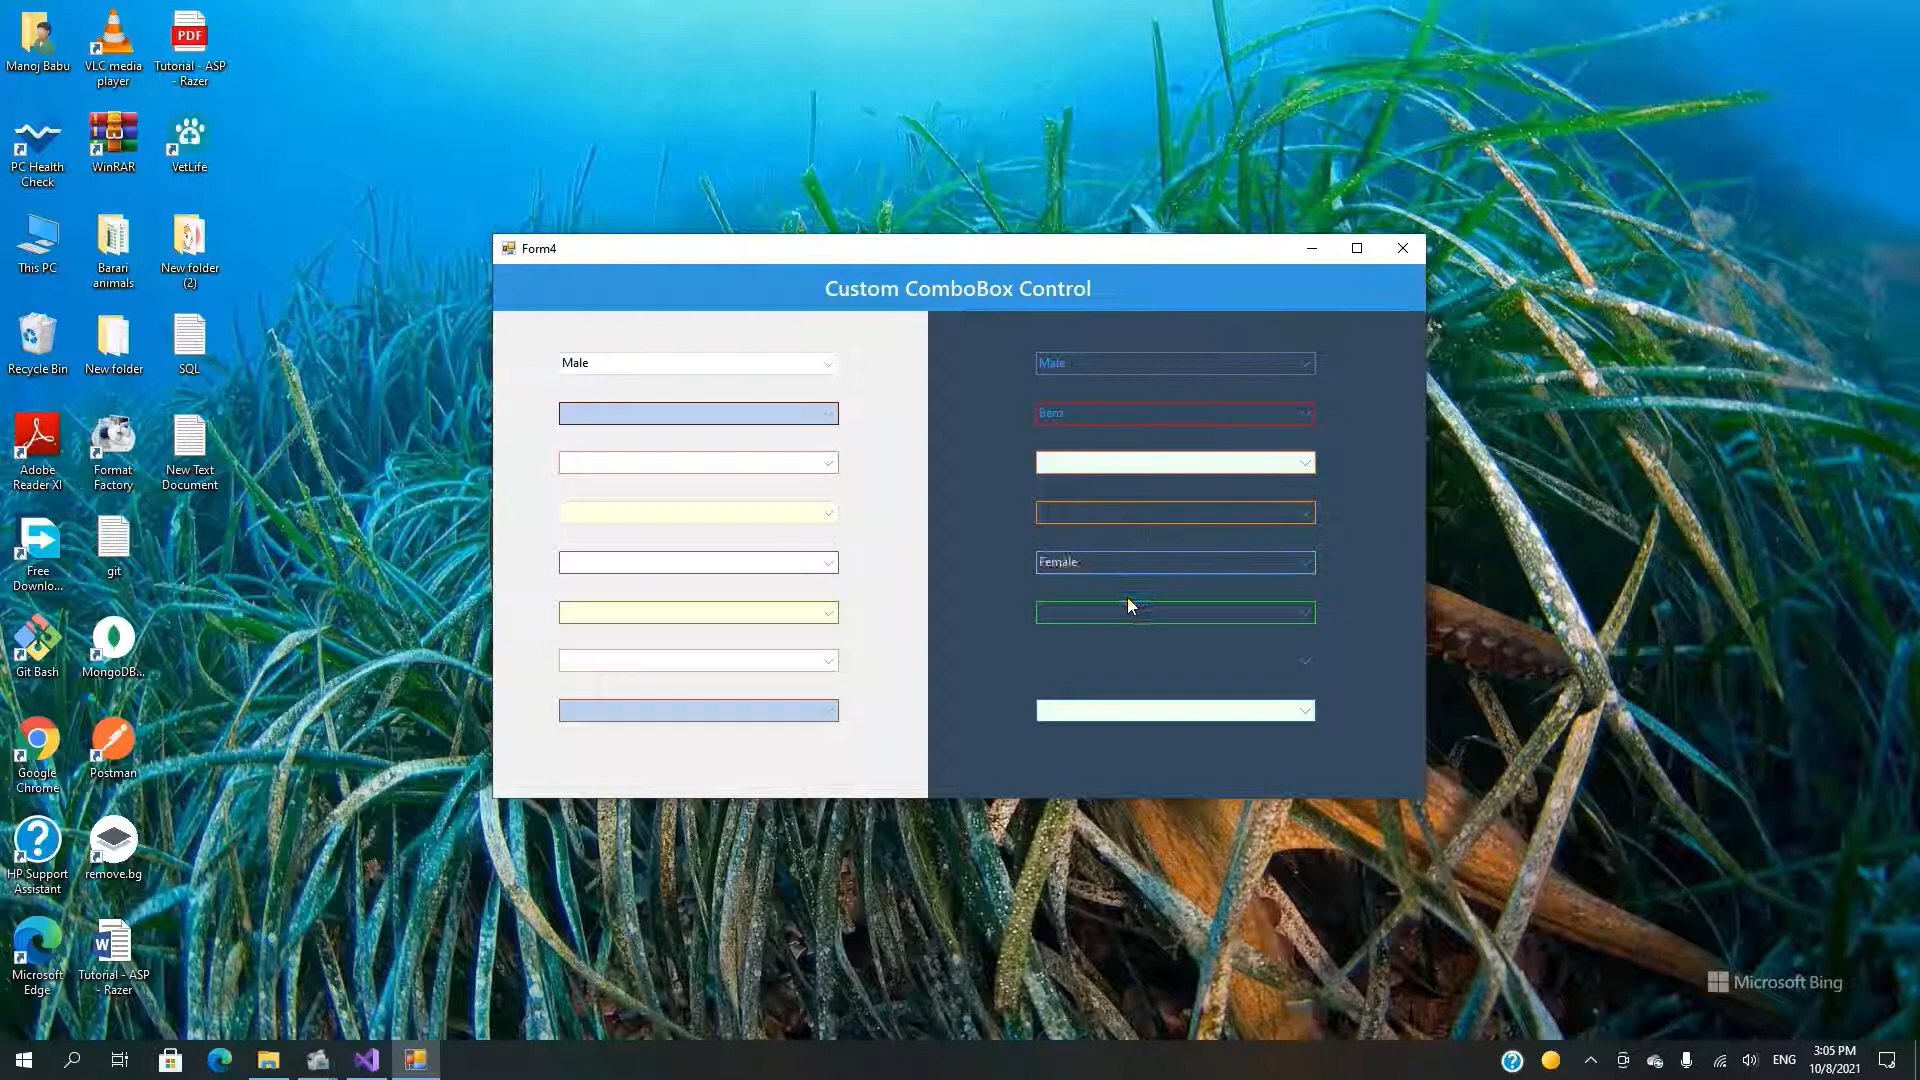 Manoj Babu
VLC media
player
Tutorial - ASP
- Razer
PDF
PC Health
Check
WinRAR
VetLife
This PC
Barari
animals
New folder
(2)
Recycle Bin
New folder
SQL
Adobe
Reader XI
Format
Factory
New Text
Document
Free
Downlo...
git
Git Bash
MongoDB...
Google
Chrome
Postman
HP Support
Assistant
remove.bg
Microsoft
Edge
Tutorial - ASP
- Razer
Form4
Custom ComboBox Control
Male
Male
Female
Microsoft Bing
ENG
3:05 PM
10/8/2021